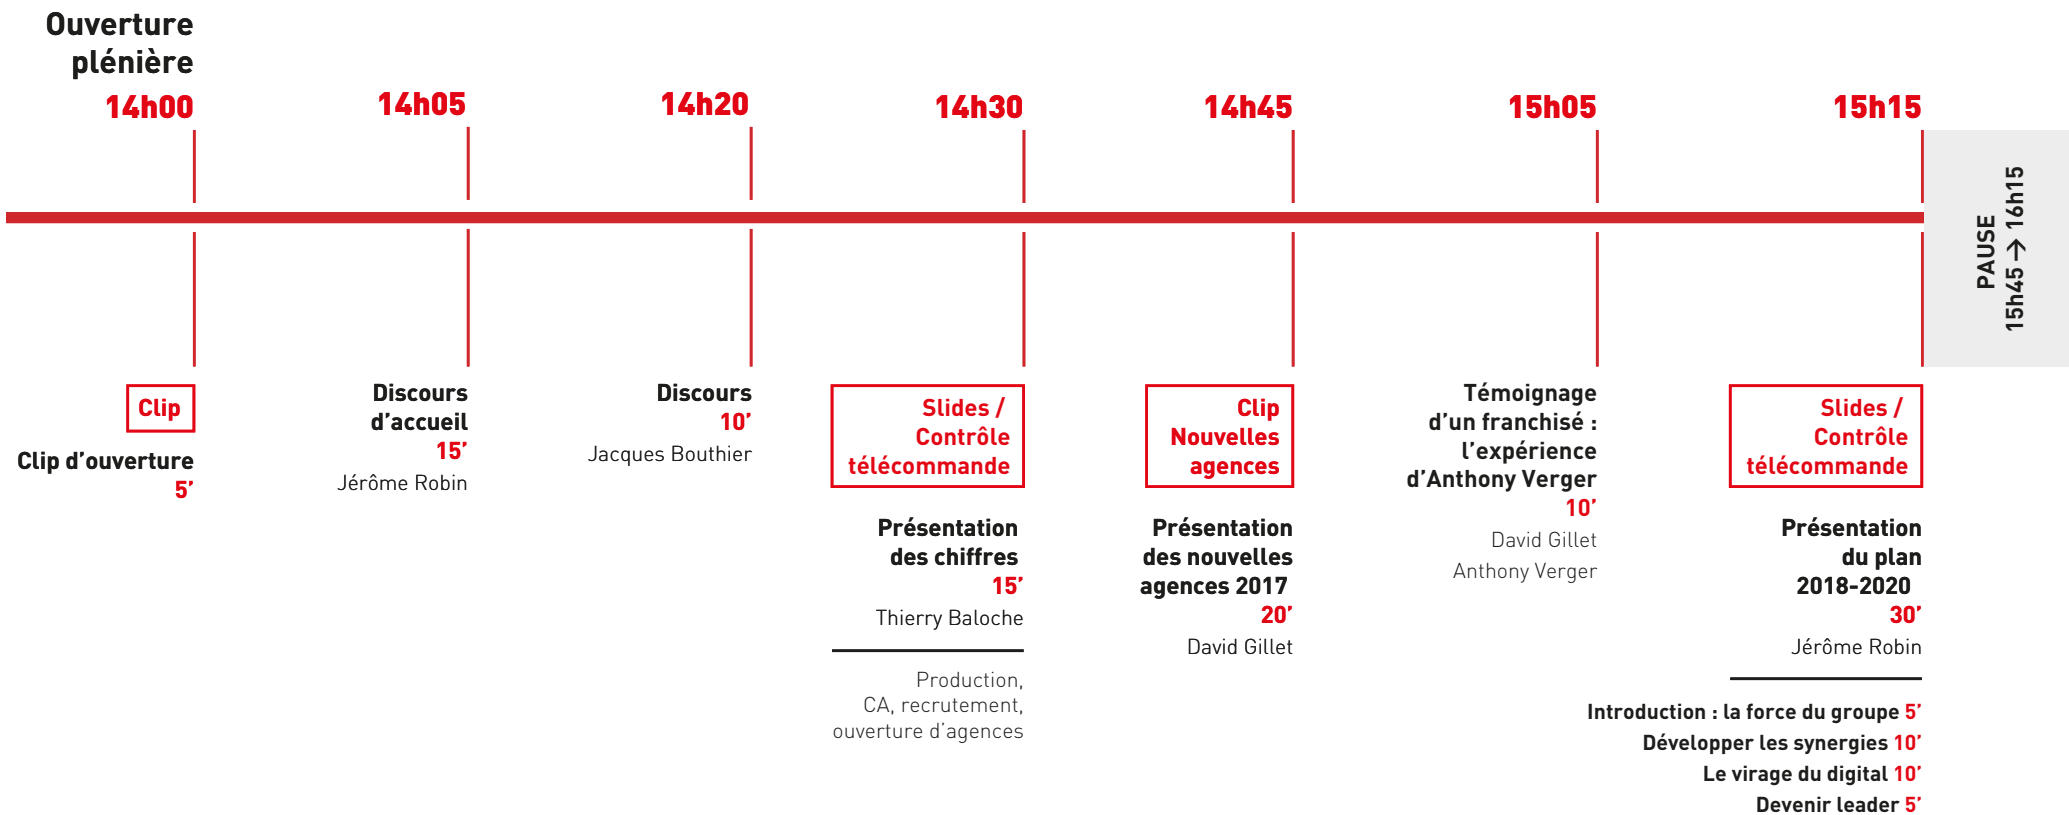 Ouverture
plénière
14h00
Clip
Clip d’ouverture
5’
14h05
Discours
d’accueil
15’
Jérôme Robin
14h20
Discours
10’
Jacques Bouthier
14h30
Slides /
Contrôle
télécommande
Présentation
des chiffres
15’
Thierry Baloche
Production,
CA, recrutement,
ouverture d’agences
14h45
Clip
Nouvelles
agences
Présentation
des nouvelles
agences 2017
20’
David Gillet
15h05
Témoignage
d’un franchisé :
l’expérience
d’Anthony Verger
10’
David Gillet
Anthony Verger
15h15
Slides /
Contrôle
télécommande
Présentation
du plan
2018-2020
30’
Jérôme Robin
Introduction : la force du groupe 5’
Développer les synergies 10’
Le virage du digital 10’
Devenir leader 5’
PAUSE
15h45 → 16h15